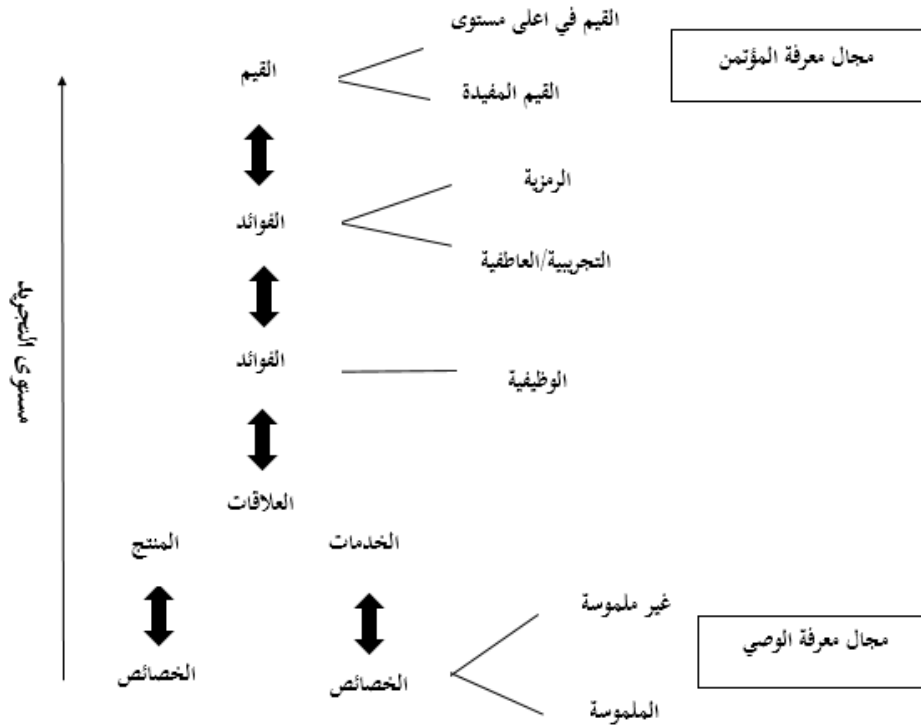 القيم في اعلى مستوى
مجال معرفة المؤتمن
القيم
القيم المفيدة
الرمزية
الفوائد
التجريبية/العاطفية
مستوى التجريد
الفوائد
الوظيفية
العلاقات
الخدمات
المنتج
غير ملموسة
مجال معرفة الوصي
الخصائص
الخصائص
الملموسة